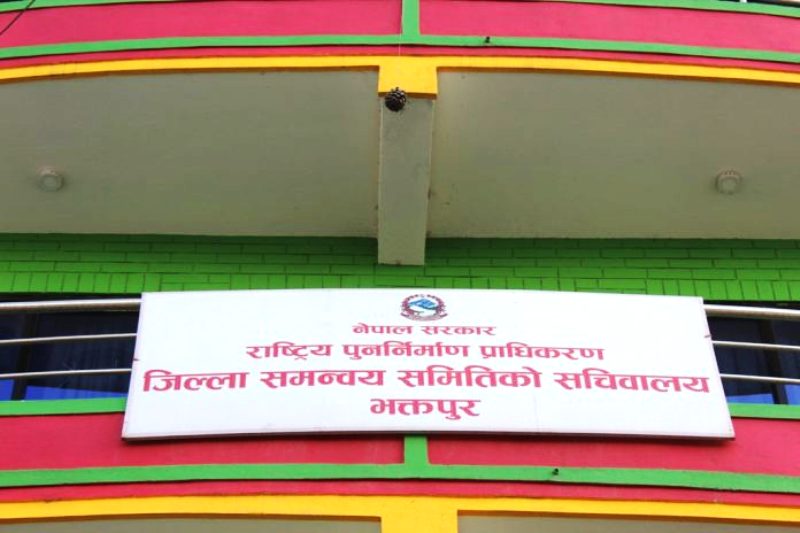 नेपाल सरकार
राष्ट्रिय पुनर्निर्माण प्राधिकरण
जिल्ला समन्वय समितिको सचिवालय
भक्तपुर